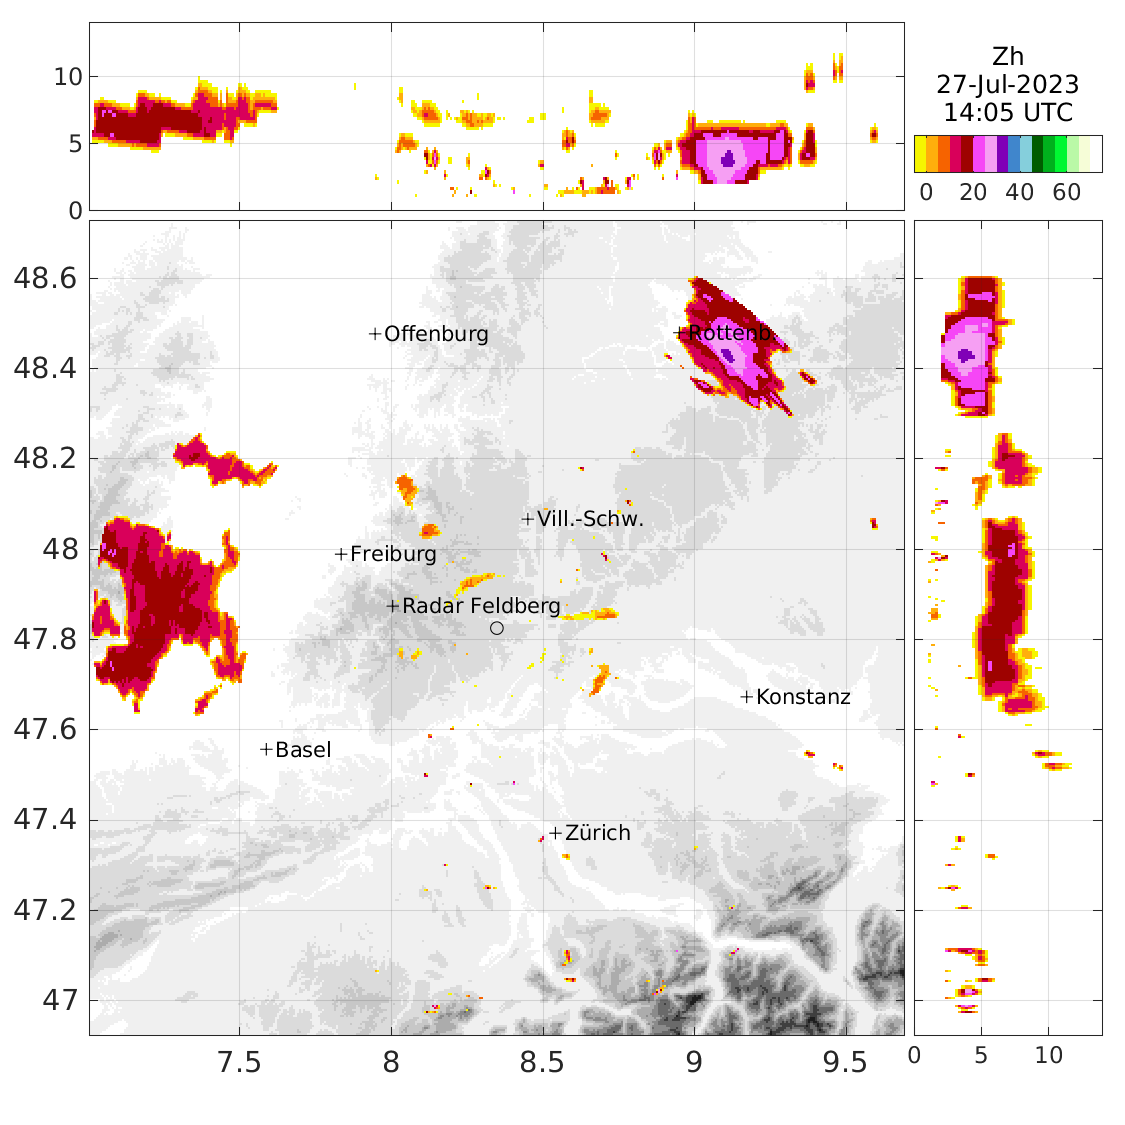 Zh
27-Jul-2023
14:05 UTC
0 20 40 60
10
5
0
48.6
48.4
48.2
48
47.8
47.6
47.4
47.2
47
+Offenburg
+Rottenb.
+Vill.-Schw.
+Freiburg
+Radar Feldberg
+Konstanz
+Basel
+Zürich
7.5 8 8.5 9 9.5
0 5 10